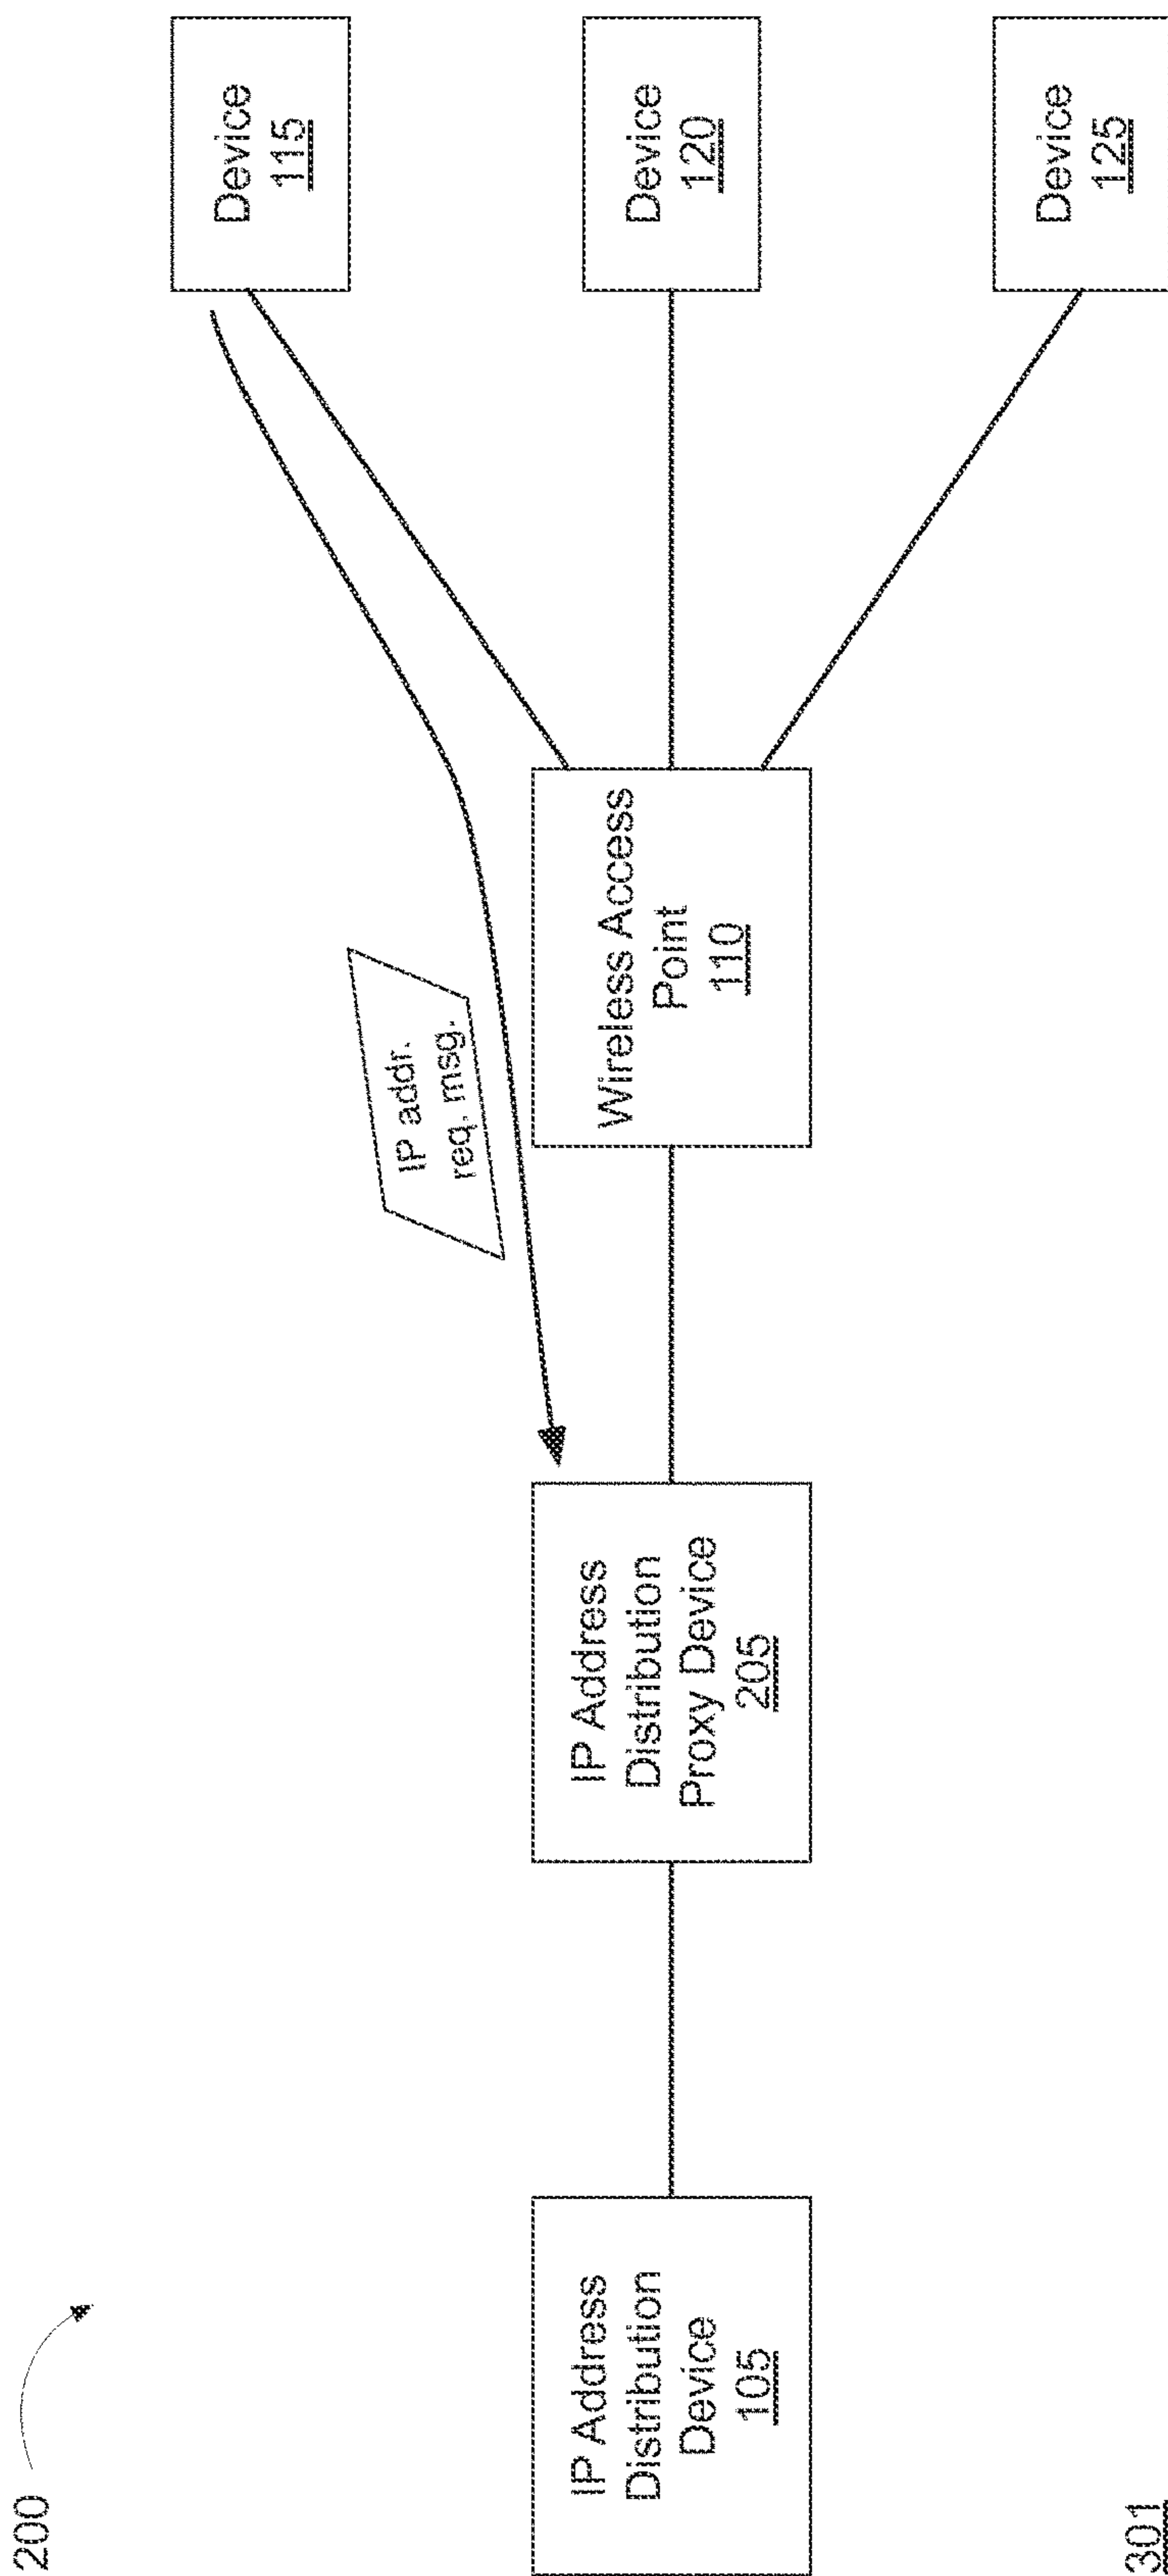 200
IP Address
Distribution
Device
105
IP Address
Distribution
Proxy Device
205
IP addr.
req. msg.
Wireless Access
Point
110
Device
115
Device
120
Device
125
301